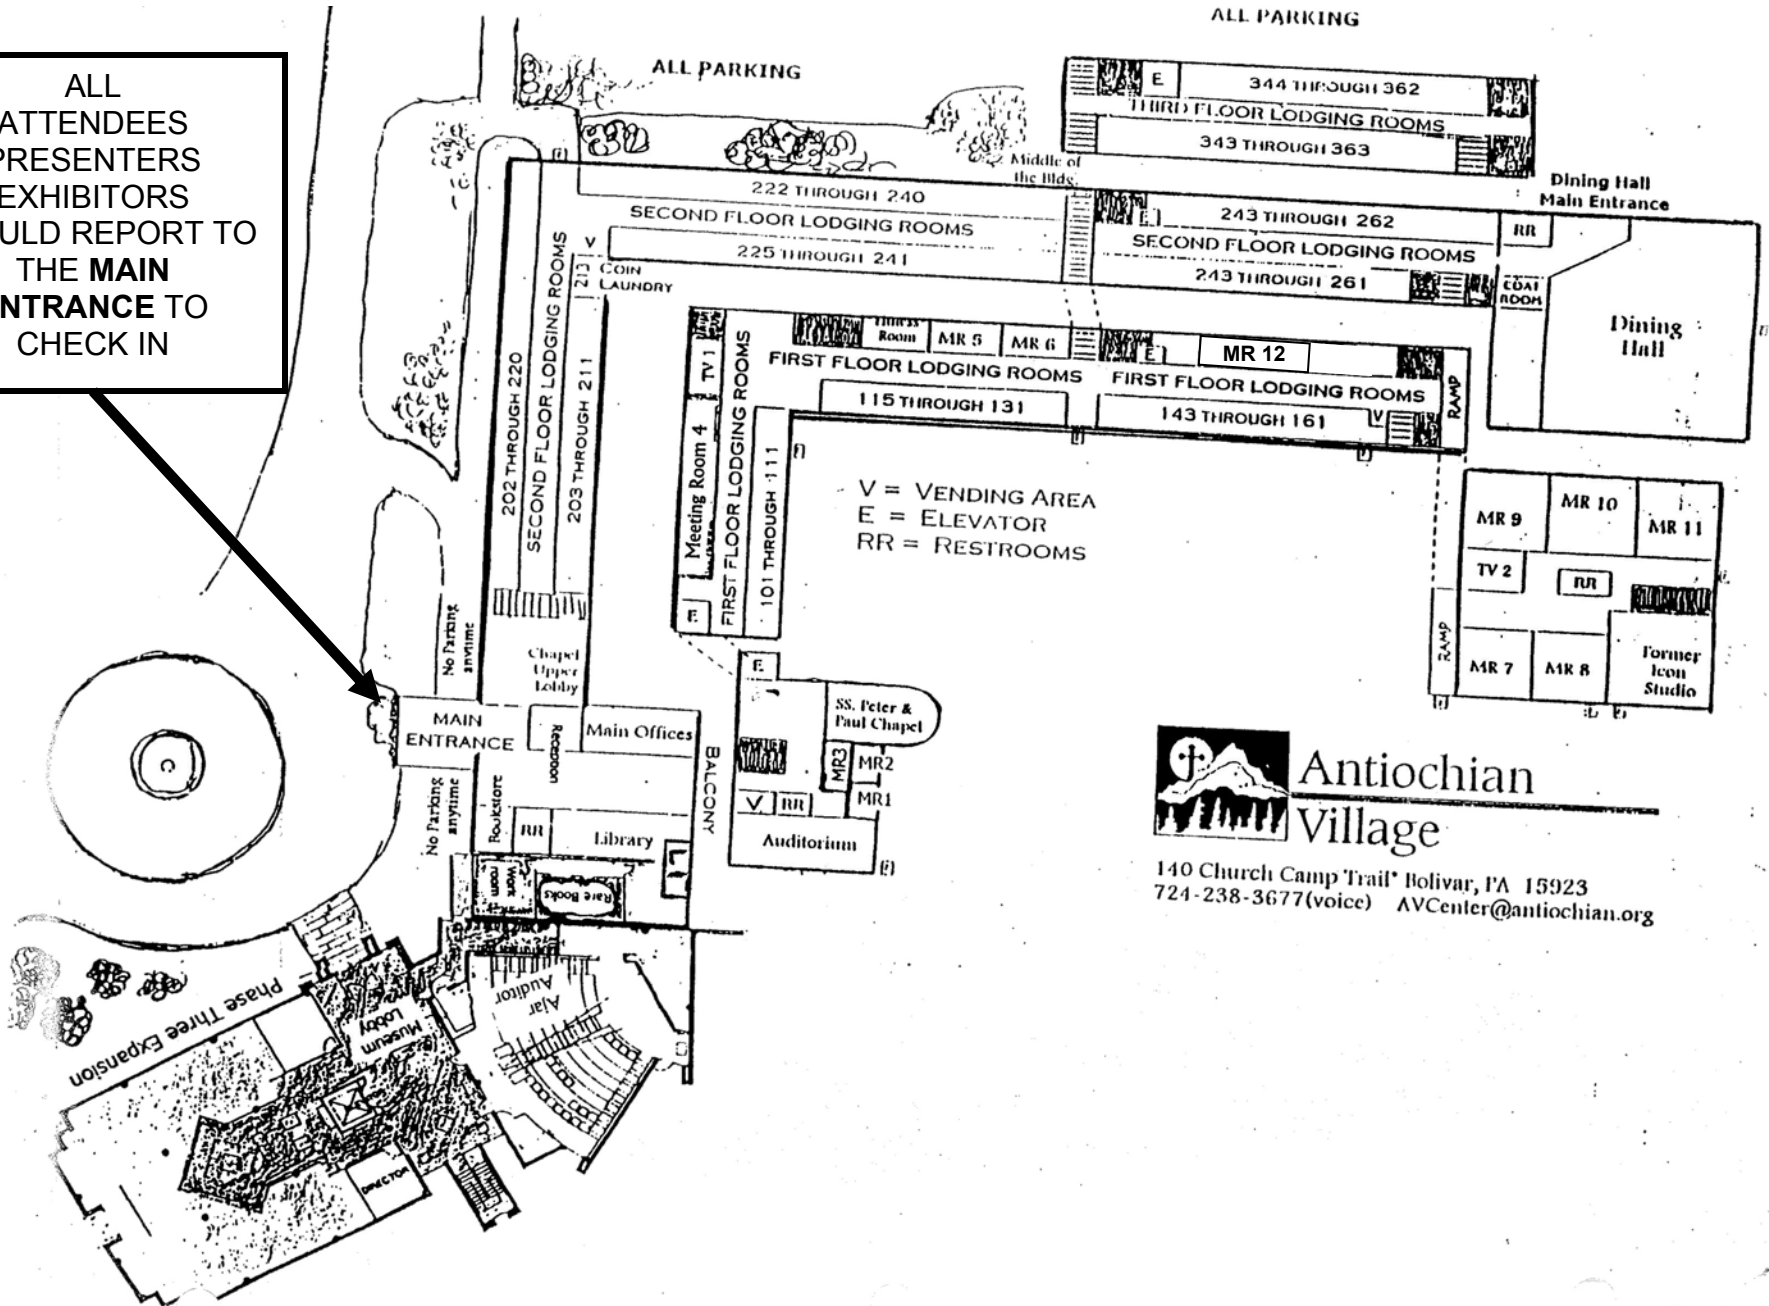 ALL PARKING
ALL PARKING
ALL
ATTENDEES
PRESENTERS
EXHIBITORS
ULD REPORT TO
THE MAIN
NTRANCE TO
CHECK IN
E
344 THROUGH 362
THIRD FLOOR LODGING ROOMS
343 THROUGH 363
Middle of
the Bldg.
Dining Hall
Main Entrance
222 THROUGH 240
SECOND FLOOR LODGING ROOMS
225 THROUGH 241
E
243 THROUGH 262
SECOND FLOOR LODGING ROOMS
243 THROUGH 261
RR
COAT
ROOM
Dining
Hall
V
213
COIN
LAUNDRY
202 THROUGH 220
SECOND FLOOR LODGING ROOMS
203 THROUGH 211
TV 1
Meeting Room 4
E
FIRST FLOOR LODGING ROOMS
101 THROUGH 111
Fitness
Room
MR 5
MR 6
E
MR 12
FIRST FLOOR LODGING ROOMS
FIRST FLOOR LODGING ROOMS
115 THROUGH 131
143 THROUGH 161
V
RAMP
V = VENDING AREA
E = ELEVATOR
RR = RESTROOMS
MR 9
MR 10
MR 11
TV 2
RR
RAMP
MR 7
MR 8
Former
Icon
Studio
No Parking
anytime
Chapel
Upper
Lobby
MAIN
ENTRANCE
Reception
Main Offices
BALCONY
E
SS. Peter &
Paul Chapel
MR3
MR2
MR1
V
RR
Auditorium
C
No Parking
anytime
Bookstore
RR
Library
Work
room
Rare Books
Antiochian
Village
140 Church Camp Trail* Bolivar, PA 15923
724-238-3677(voice) AVCenter@antiochian.org
Phase Three Expansion
Museum
Lobby
Ajar
Auditor
DIRECTOR